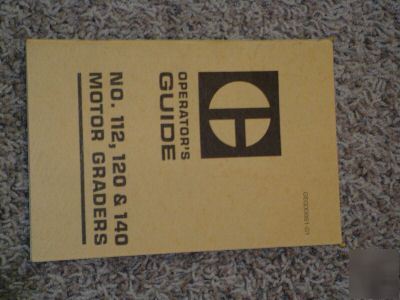 OPERATOR'S
GUIDE
NO. 112, 120 & 140
MOTOR GRADERS